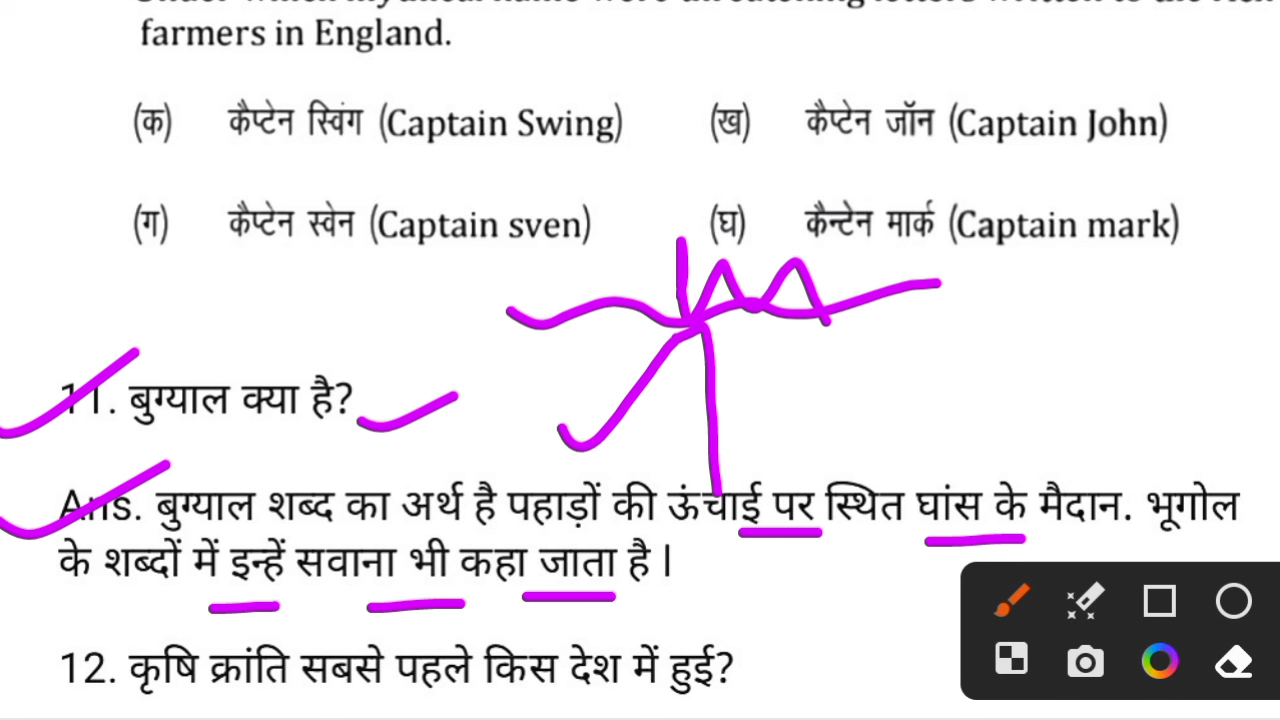 farmers in England.
(क) कैप्टेन स्विंग (Captain Swing) (ख) कैप्टेन जॉन (Captain John)
(ग) कैप्टेन स्वेन (Captain sven) (घ) कैन्टेन मार्क (Captain mark)
11. बुग्याल क्या है?
Ans. बुग्याल शब्द का अर्थ है पहाड़ों की ऊंचाई पर स्थित घांस के मैदान. भूगोल
के शब्दों में इन्हें सवाना भी कहा जाता है |
12. कृषि क्रांति सबसे पहले किस देश में हुई?